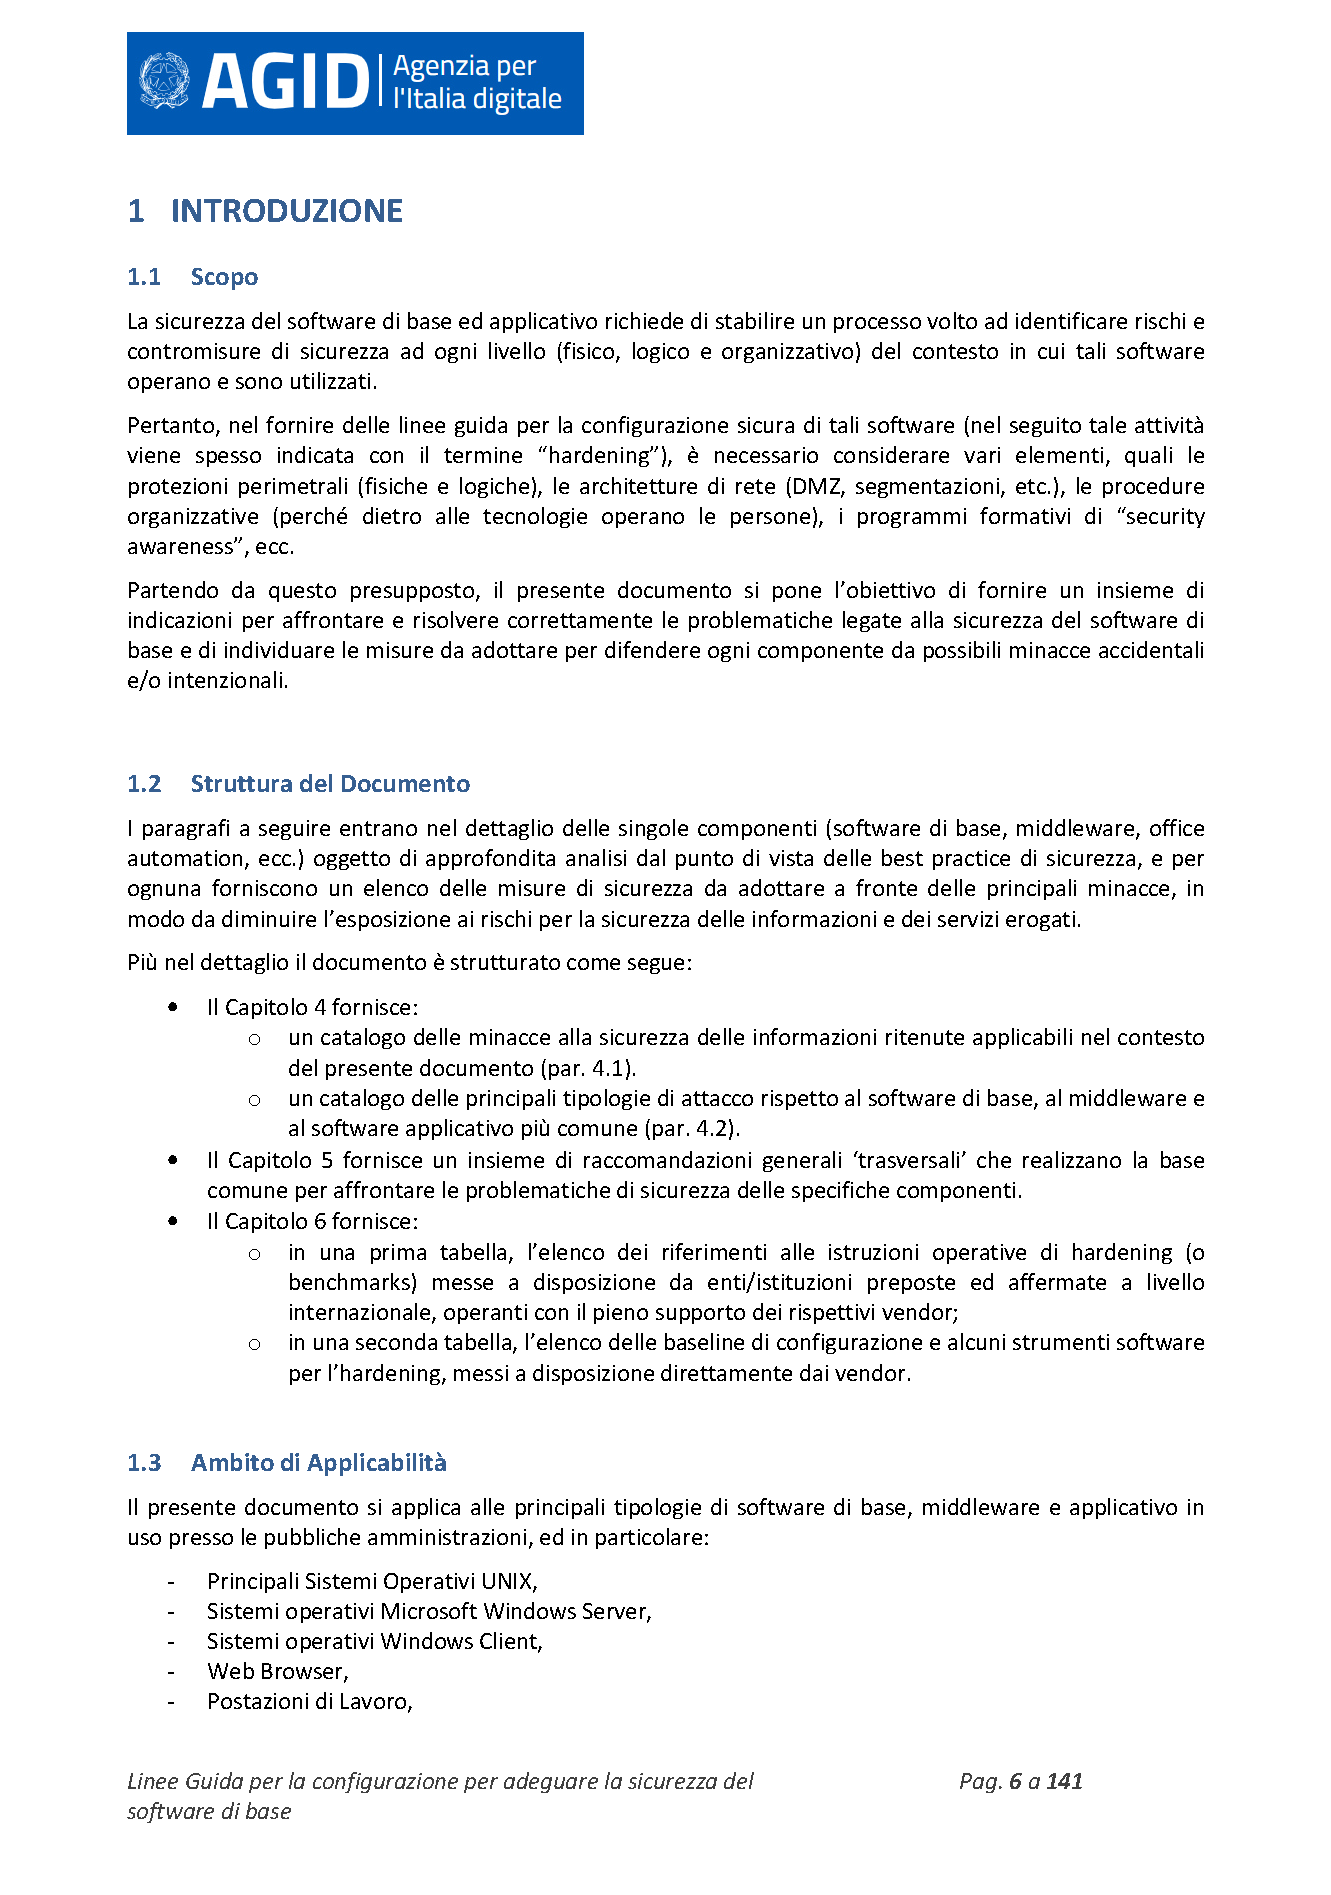 AGID Agenzia per
l'Italia digitale
1 INTRODUZIONE
1.1 Scopo
La sicurezza del software di base ed applicativo richiede di stabilire un processo volto ad identificare rischi e
contromisure di sicurezza ad ogni livello (fisico, logico e organizzativo) del contesto in cui tali software
operano e sono utilizzati.
Pertanto, nel fornire delle linee guida per la configurazione sicura di tali software (nel seguito tale attività
viene spesso indicata con il termine “hardening”), è necessario considerare vari elementi, quali le
protezioni perimetrali (fisiche e logiche), le architetture di rete (DMZ, segmentazioni, etc.), le procedure
organizzative (perché dietro alle tecnologie operano le persone), i programmi formativi di “security
awareness”, ecc.
Partendo da questo presupposto, il presente documento si pone l’obiettivo di fornire un insieme di
indicazioni per affrontare e risolvere correttamente le problematiche legate alla sicurezza del software di
base e di individuare le misure da adottare per difendere ogni componente da possibili minacce accidentali
e/o intenzionali.
1.2 Struttura del Documento
I paragrafi a seguire entrano nel dettaglio delle singole componenti (software di base, middleware, office
automation, ecc.) oggetto di approfondita analisi dal punto di vista delle best practice di sicurezza, e per
ognuna forniscono un elenco delle misure di sicurezza da adottare a fronte delle principali minacce, in
modo da diminuire l’esposizione ai rischi per la sicurezza delle informazioni e dei servizi erogati.
Più nel dettaglio il documento è strutturato come segue:
• Il Capitolo 4 fornisce:
o un catalogo delle minacce alla sicurezza delle informazioni ritenute applicabili nel contesto
del presente documento (par. 4.1).
o un catalogo delle principali tipologie di attacco rispetto al software di base, al middleware e
al software applicativo più comune (par. 4.2).
• Il Capitolo 5 fornisce un insieme di raccomandazioni generali ‘trasversali’ che realizzano la base
comune per affrontare le problematiche di sicurezza delle specifiche componenti.
• Il Capitolo 6 fornisce:
o in una prima tabella, l’elenco dei riferimenti alle istruzioni operative di hardening (o
benchmarks) messe a disposizione da enti/istituzioni preposte ed affermate a livello
internazionale, operanti con il pieno supporto dei rispettivi vendor;
o in una seconda tabella, l’elenco delle baseline di configurazione e alcuni strumenti software
per l’hardening, messi a disposizione direttamente dai vendor.
1.3 Ambito di Applicabilità
Il presente documento si applica alle principali tipologie di software di base, middleware e applicativo in
uso presso le pubbliche amministrazioni, ed in particolare:
- Principali Sistemi Operativi UNIX,
- Sistemi operativi Microsoft Windows Server,
- Sistemi operativi Windows Client,
- Web Browser,
- Postazioni di Lavoro,
Linee Guida per la configurazione per adeguare la sicurezza del Pag. 6 a 141
software di base